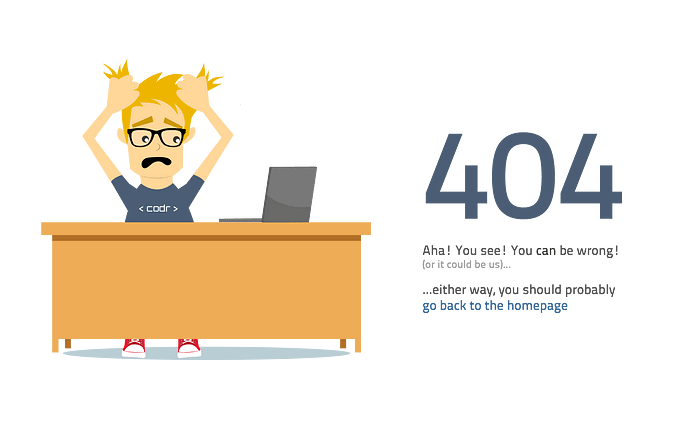 < codr >
404
Aha! You see! You can be wrong!
(or it could be us)...
...either way, you should probably
go back to the homepage